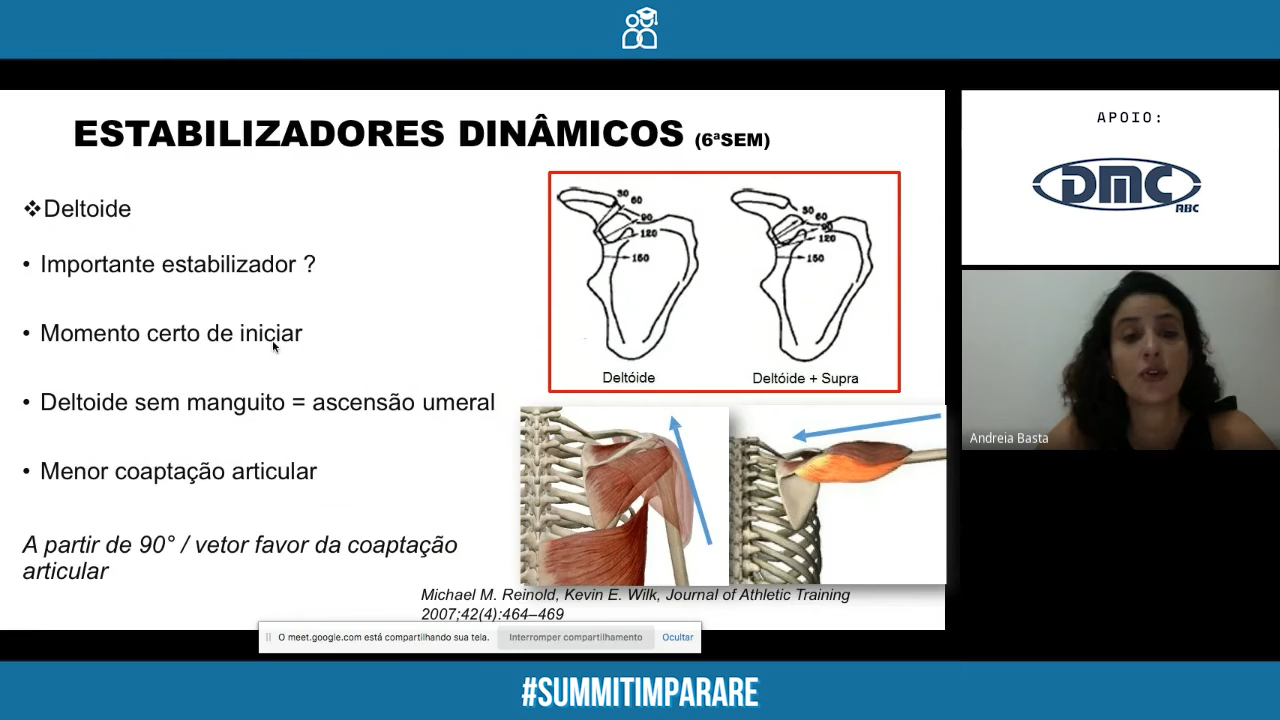 ESTABILIZADORES DINÂMICOS (6ªSEM)
❖Deltoide
• Importante estabilizador ?
• Momento certo de iniciar
• Deltoide sem manguito = ascensão umeral
• Menor coaptação articular
A partir de 90° / vetor favor da coaptação
articular
30
60
90
120
150
Deltóide
30
60
90
120
150
Deltóide + Supra
Michael M. Reinold, Kevin E. Wilk, Journal of Athletic Training
2007;42(4):464–469
O meet.google.com está compartilhando sua tela. Interromper compartilhamento Ocultar
APOIO:
DMC
ABC
Andreia Basta
#SUMMITIMPARARE